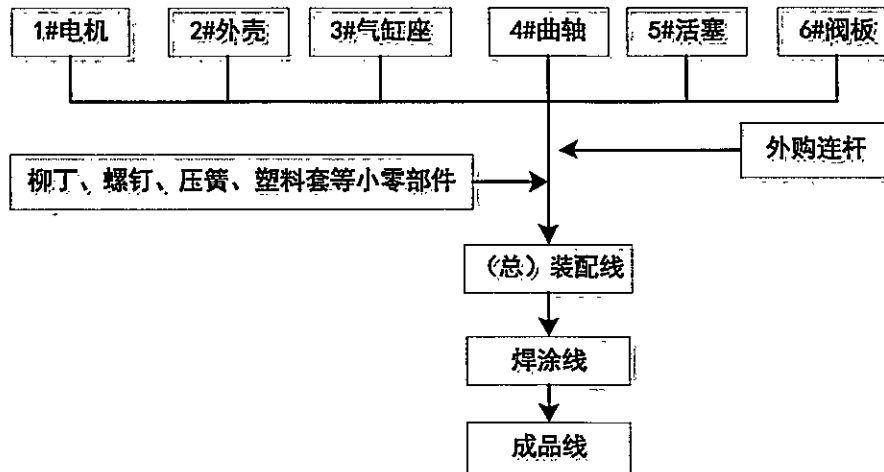 1#电机
2#外壳
3#气缸座
4#曲轴
5#活塞
6#阀板
外购连杆
柳丁、螺钉、压簧、塑料套等小零部件
（总）装配线
焊涂线
成品线